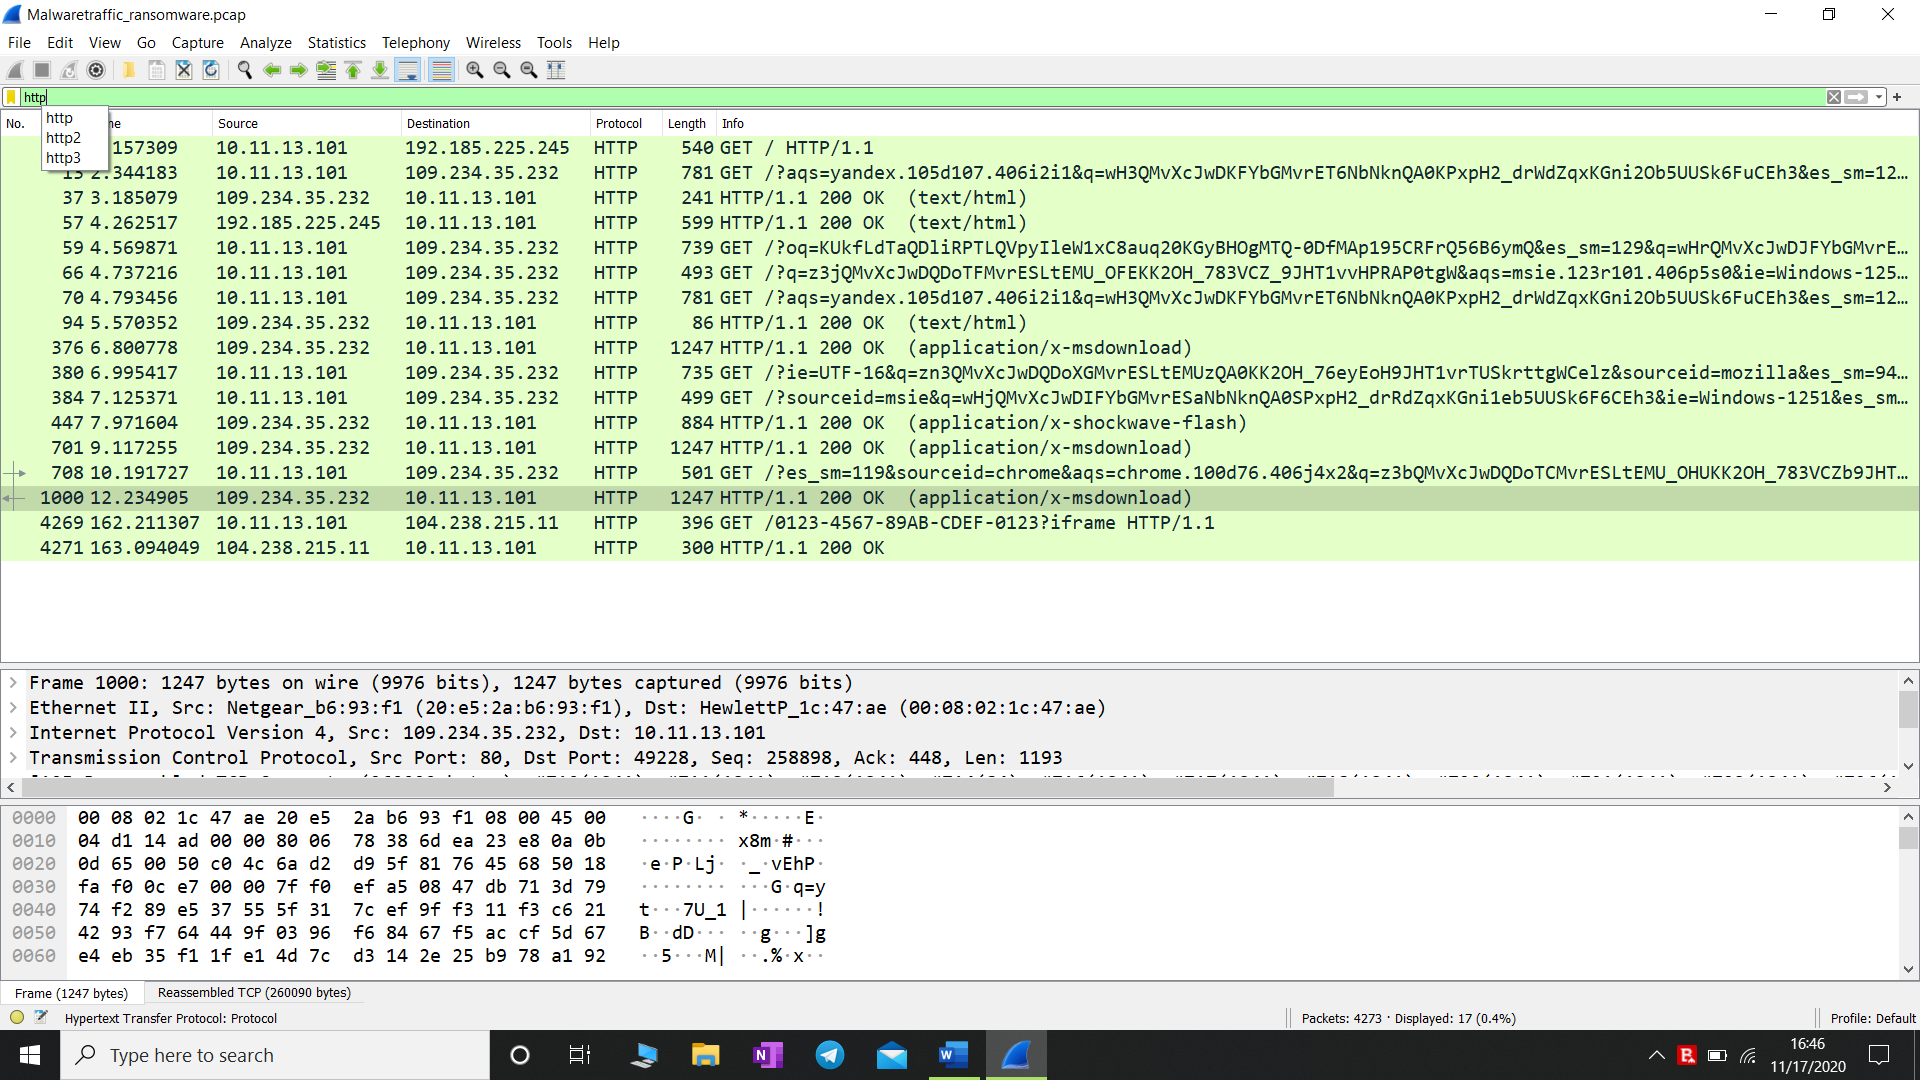 Malwaretraffic_ransomware.pcap
File Edit View Go Capture Analyze Statistics Telephony Wireless Tools Help
http
http
http2
http3
No. Source Destination Protocol Length Info
157309 10.11.13.101 192.185.225.245 HTTP 540 GET / HTTP/1.1
2.344183 10.11.13.101 109.234.35.232 HTTP 781 GET /?aqs=yandex.105d107.406i2i1&q=wH3QMvXcJwDKFYbGMvrET6NbNknQA0KPxpH2_drWdZqxKGni2Ob5UUSk6FuCEh3&es_sm=12…
37 3.185079 109.234.35.232 10.11.13.101 HTTP 241 HTTP/1.1 200 OK (text/html)
57 4.262517 192.185.225.245 10.11.13.101 HTTP 599 HTTP/1.1 200 OK (text/html)
59 4.569871 10.11.13.101 109.234.35.232 HTTP 739 GET /?oq=KUkfLdTaQDliRPTLQVpyIleW1xC8auq20KGyBHOgMTQ-0DfMAp195CRFrQ56B6ymQ&es_sm=129&q=wHrQMvXcJwDJFYbGMvrE…
66 4.737216 10.11.13.101 109.234.35.232 HTTP 493 GET /?q=z3jQMvXcJwDQDoTFMvrESLtEMU_OFEKK2OH_783VCZ_9JHT1vvHPRAP0tgW&aqs=msie.123r101.406p5s0&ie=Windows-125…
70 4.793456 10.11.13.101 109.234.35.232 HTTP 781 GET /?aqs=yandex.105d107.406i2i1&q=wH3QMvXcJwDKFYbGMvrET6NbNknQA0KPxpH2_drWdZqxKGni2Ob5UUSk6FuCEh3&es_sm=12…
94 5.570352 109.234.35.232 10.11.13.101 HTTP 86 HTTP/1.1 200 OK (text/html)
376 6.800778 109.234.35.232 10.11.13.101 HTTP 1247 HTTP/1.1 200 OK (application/x-msdownload)
380 6.995417 10.11.13.101 109.234.35.232 HTTP 735 GET /?ie=UTF-16&q=zn3QMvXcJwDQDoXGMvrESLtEMUzQA0KK2OH_76eyEoH9JHT1vrTUSkrttgWCelz&sourceid=mozilla&es_sm=94…
384 7.125371 10.11.13.101 109.234.35.232 HTTP 499 GET /?sourceid=msie&q=wHjQMvXcJwDIFYbGMvrESaNbNknQA0SPxpH2_drRdZqxKGni1eb5UUSk6F6CEh3&ie=Windows-1251&es_sm…
447 7.971604 109.234.35.232 10.11.13.101 HTTP 884 HTTP/1.1 200 OK (application/x-shockwave-flash)
701 9.117255 109.234.35.232 10.11.13.101 HTTP 1247 HTTP/1.1 200 OK (application/x-msdownload)
708 10.191727 10.11.13.101 109.234.35.232 HTTP 501 GET /?es_sm=119&sourceid=chrome&aqs=chrome.100d76.406j4x2&q=z3bQMvXcJwDQDoTCMvrESLtEMU_OHUKK2OH_783VCZb9JHT…
1000 12.234905 109.234.35.232 10.11.13.101 HTTP 1247 HTTP/1.1 200 OK (application/x-msdownload)
4269 162.211307 10.11.13.101 104.238.215.11 HTTP 396 GET /0123-4567-89AB-CDEF-0123?iframe HTTP/1.1
4271 163.094049 104.238.215.11 10.11.13.101 HTTP 300 HTTP/1.1 200 OK
Frame 1000: 1247 bytes on wire (9976 bits), 1247 bytes captured (9976 bits)
Ethernet II, Src: Netgear_b6:93:f1 (20:e5:2a:b6:93:f1), Dst: HewlettP_1c:47:ae (00:08:02:1c:47:ae)
Internet Protocol Version 4, Src: 109.234.35.232, Dst: 10.11.13.101
Transmission Control Protocol, Src Port: 80, Dst Port: 49228, Seq: 258898, Ack: 448, Len: 1193
0000 00 08 02 1c 47 ae 20 e5 2a b6 93 f1 08 00 45 00 ····G· · *·····E·
0010 04 d1 14 ad 00 00 80 06 78 38 6d ea 23 e8 0a 0b ········ x8m·#···
0020 0d 65 00 50 c0 4c 6a d2 d9 5f 81 76 45 68 50 18 ·e·P·Lj· ·_·vEhP·
0030 fa f0 0c e7 00 00 7f f0 ef a5 08 47 db 71 3d 79 ········ ···G·q=y
0040 74 f2 89 e5 37 55 5f 31 7c ef 9f f3 11 f3 c6 21 t···7U_1 |······!
0050 42 93 f7 64 44 9f 03 96 f6 84 67 f5 ac cf 5d 67 B··dD··· ··g···]g
0060 e4 eb 35 f1 1f e1 4d 7c d3 14 2e 25 b9 78 a1 92 ··5···M| ··.%·x··
Frame (1247 bytes) Reassembled TCP (260090 bytes)
Hypertext Transfer Protocol: Protocol Packets: 4273 · Displayed: 17 (0.4%) Profile: Default
Type here to search
16:46
11/17/2020